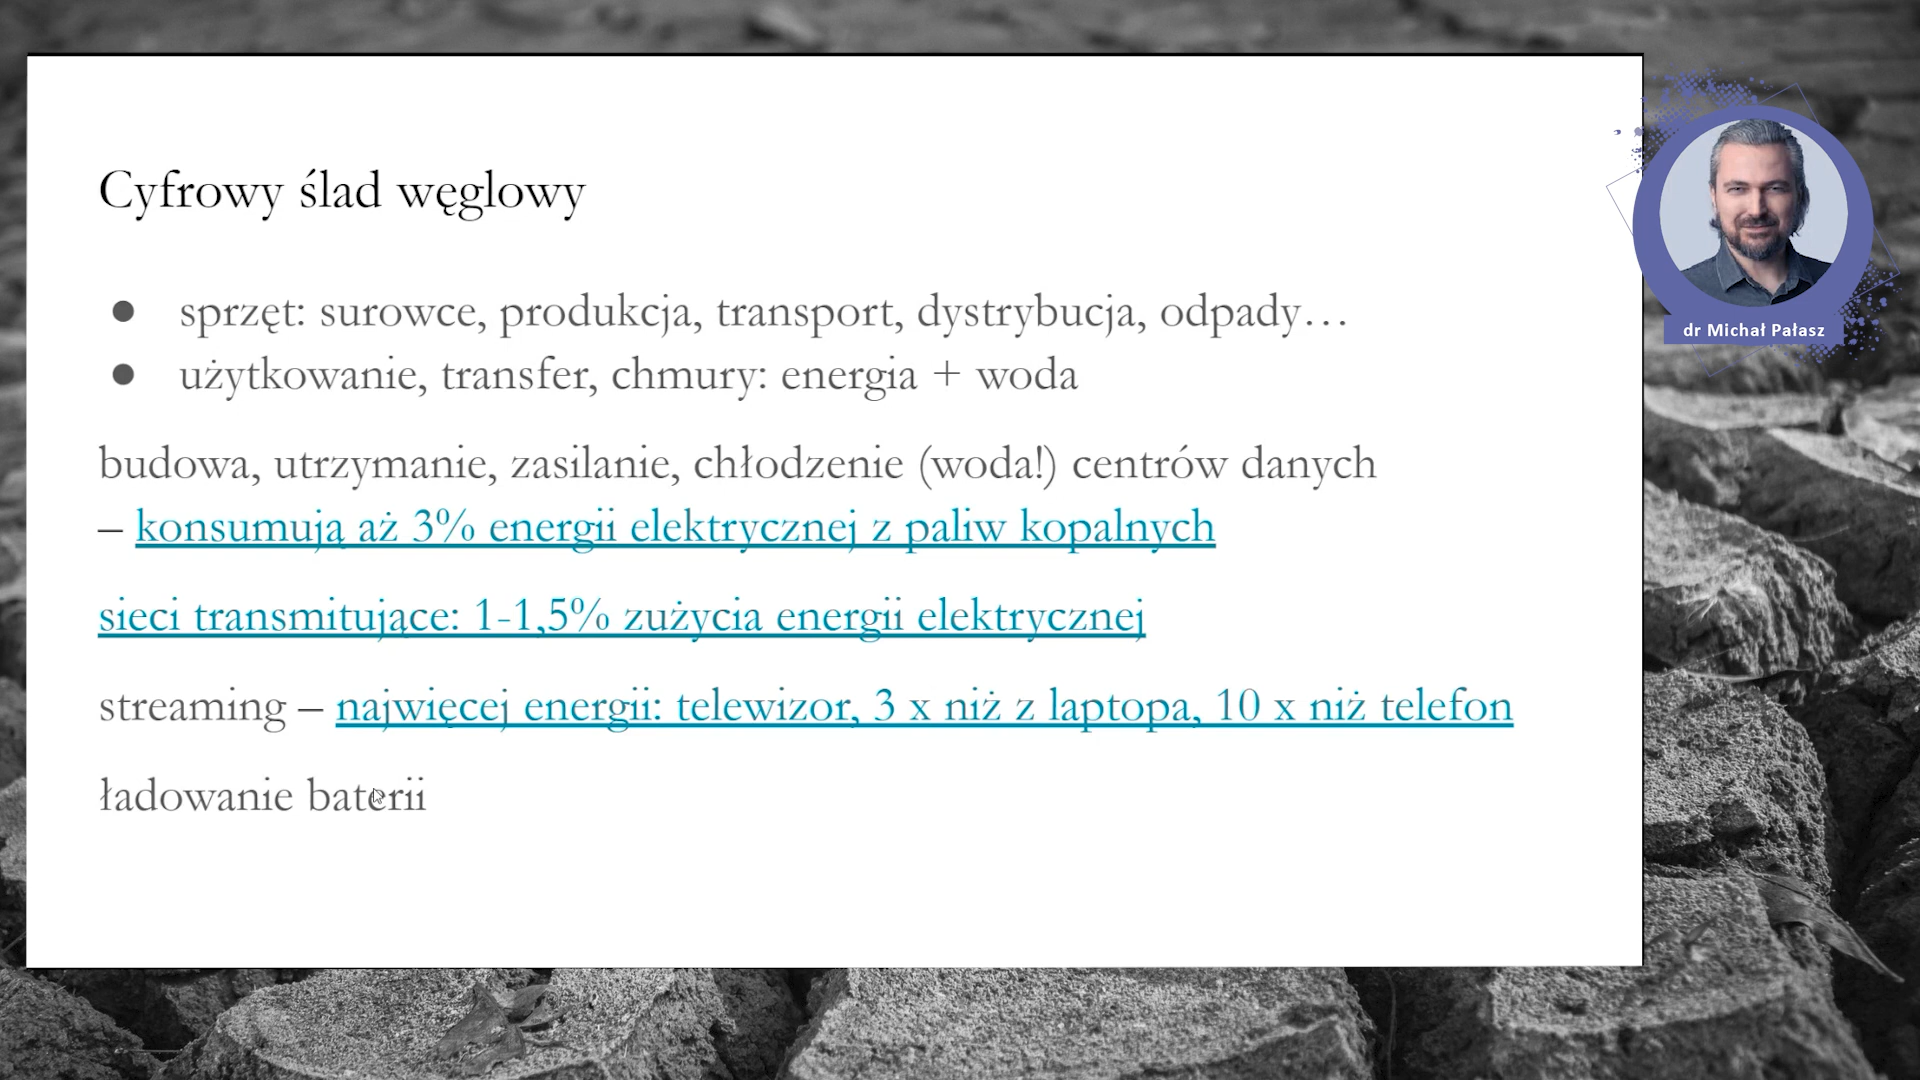 Cyfrowy ślad węglowy
● sprzęt: surowce, produkcja, transport, dystrybucja, odpady…
● użytkowanie, transfer, chmury: energia + woda
budowa, utrzymanie, zasilanie, chłodzenie (woda!) centrów danych
– konsumują aż 3% energii elektrycznej z paliw kopalnych
sieci transmitujące: 1-1,5% zużycia energii elektrycznej
streaming – najwięcej energii: telewizor, 3 x niż z laptopa, 10 x niż telefon
ładowanie baterii
dr Michał Pałasz